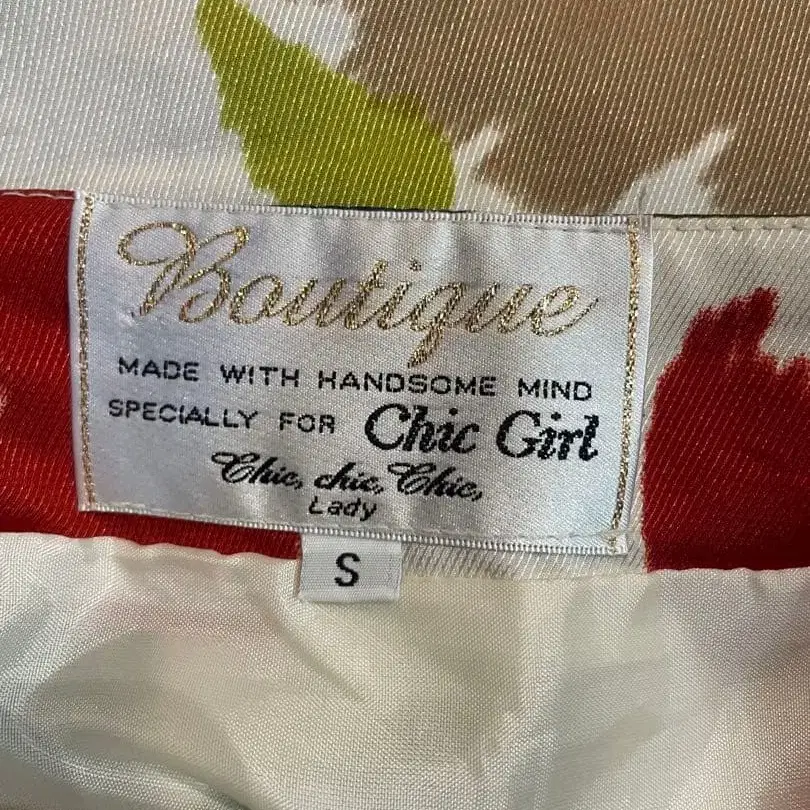 Boutique
MADE WITH HANDSOME MIND
SPECIALLY FOR Chic Girl
Chic, chic, Chic,
Lady
S